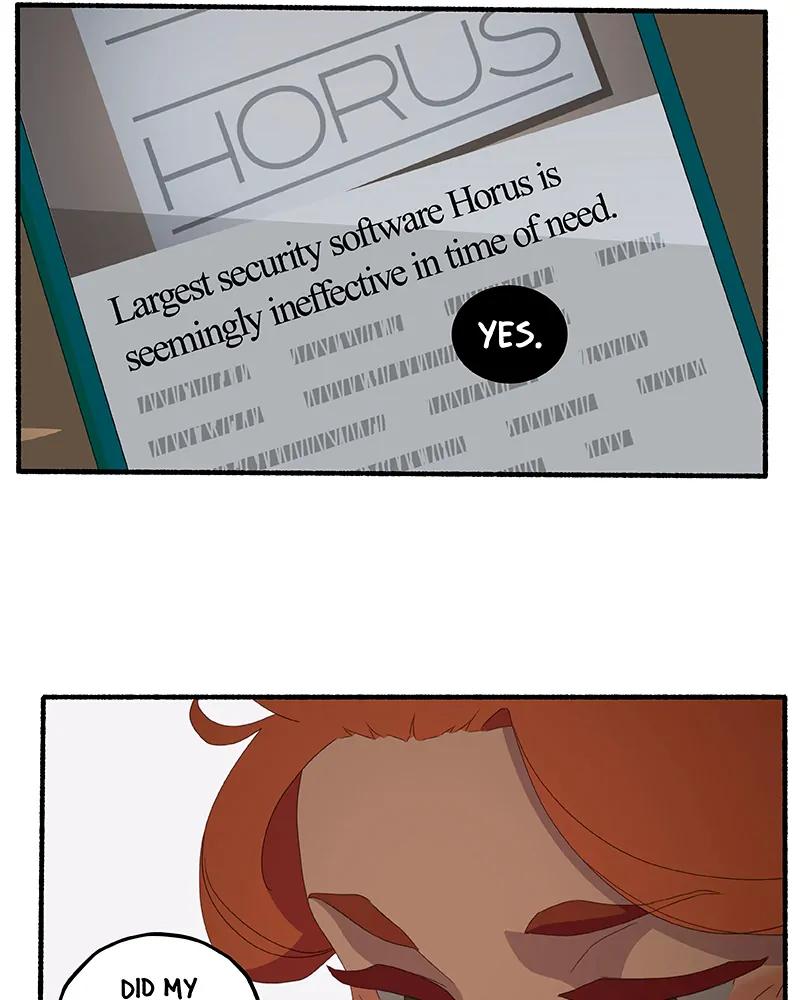 HORUS
Largest security software Horus is
seemingly ineffective in time of need.
YES.
DID MY